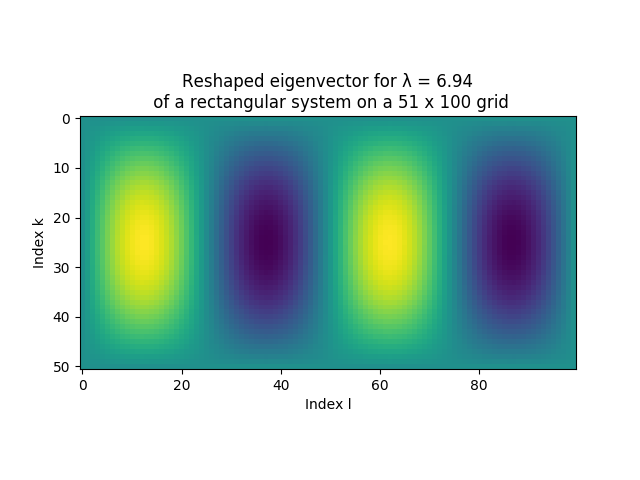 Reshaped eigenvector for λ = 6.94
of a rectangular system on a 51 x 100 grid
Index k
0
10
20
30
40
50
0
20
40
60
80
Index l